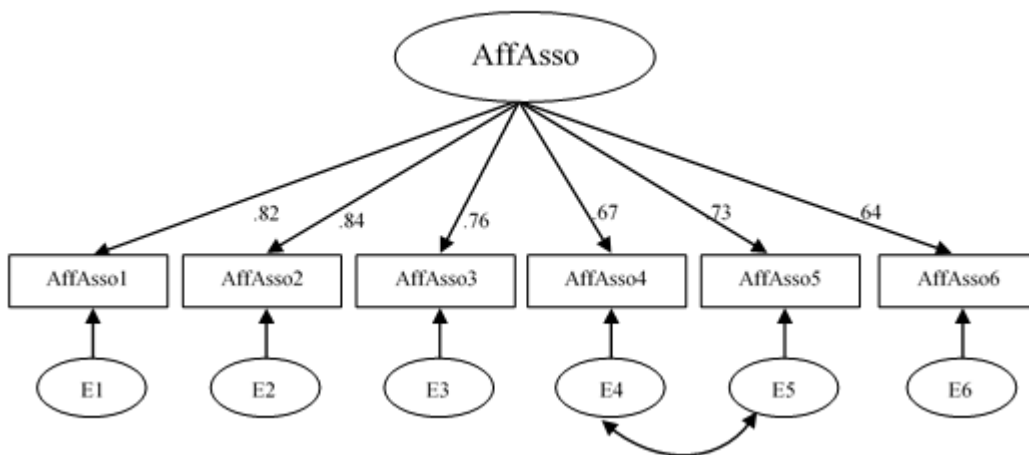 AffAsso
.82 .84 .76 .67 .73 .64
AffAsso1 AffAsso2 AffAsso3 AffAsso4 AffAsso5 AffAsso6
E1 E2 E3 E4 E5 E6